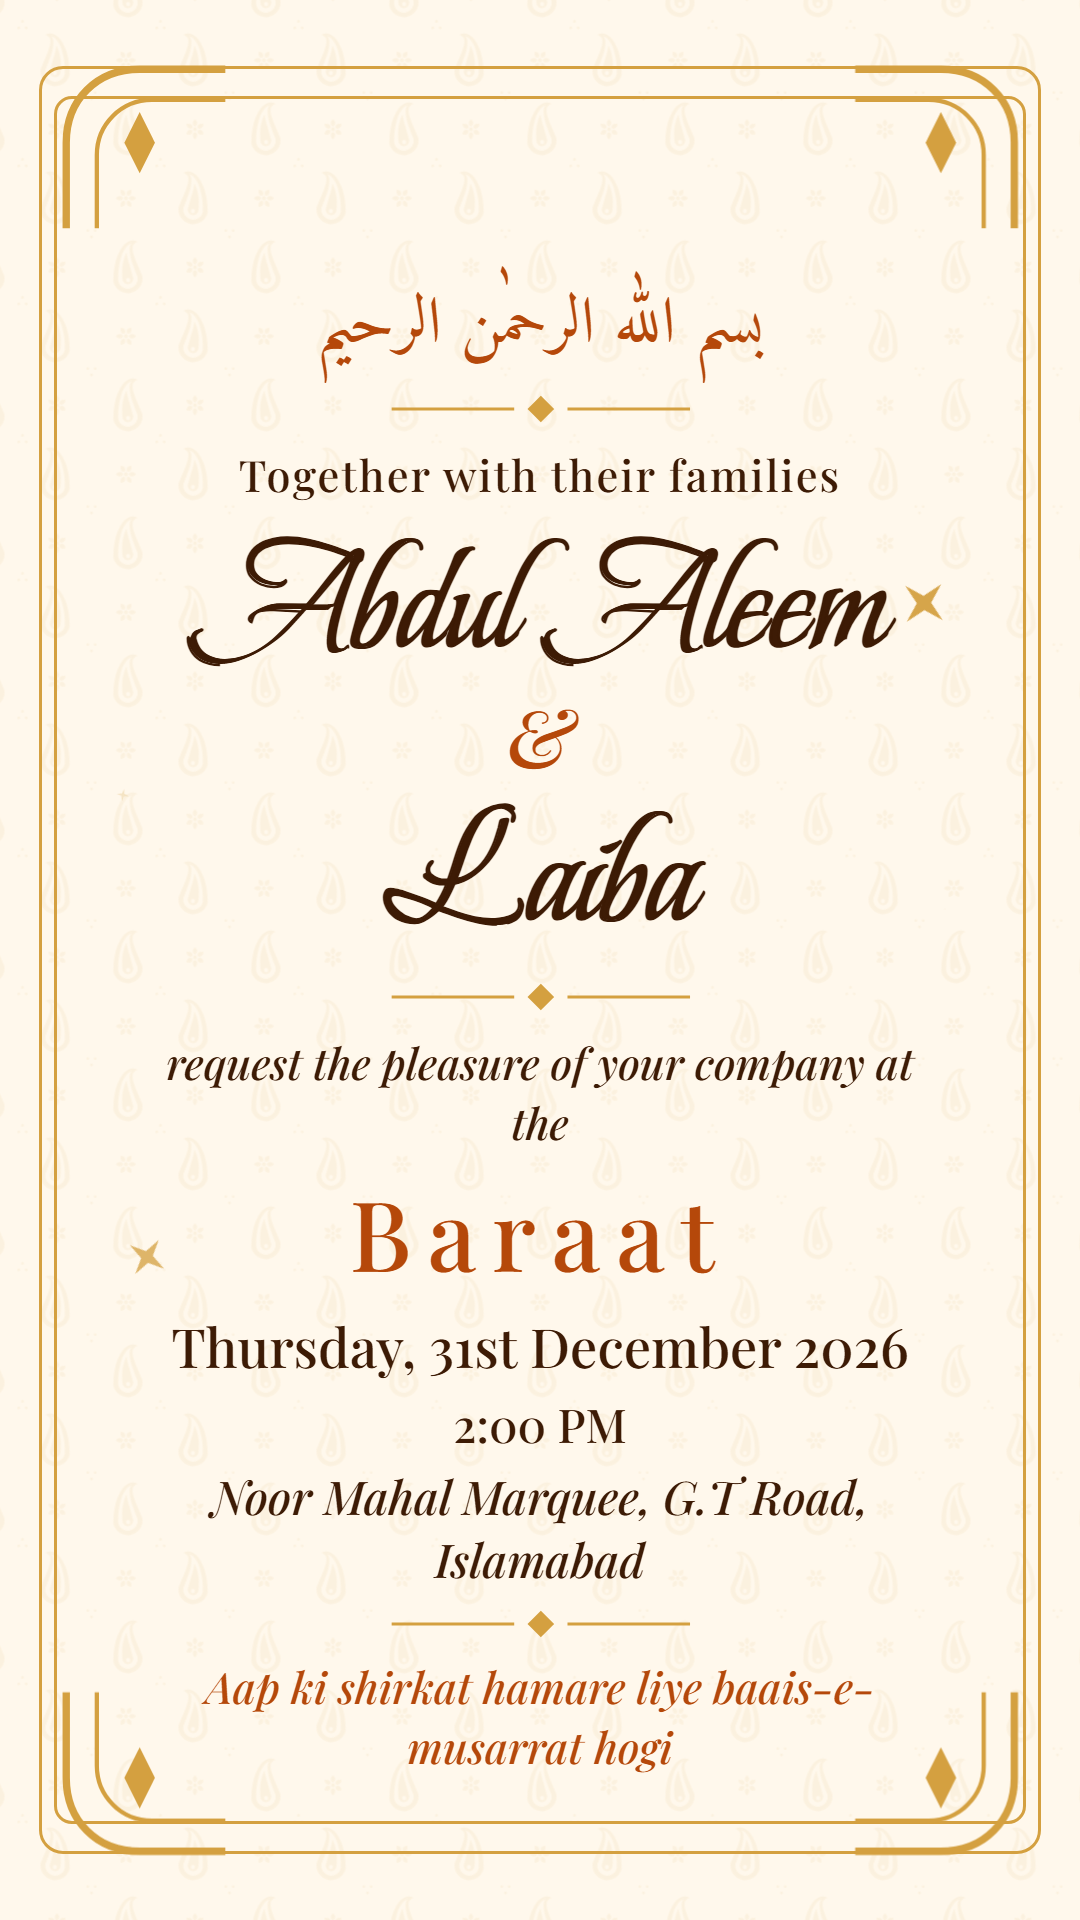 بسم الله الرحمٰن الرحيم
Together with their families
Abdul Aleem
&
Laiba
request the pleasure of your company at
the
Baraat
Thursday, 31st December 2026
2:00 PM
Noor Mahal Marquee, G.T Road,
Islamabad
Aap ki shirkat hamare liye baais-e-
musarrat hogi